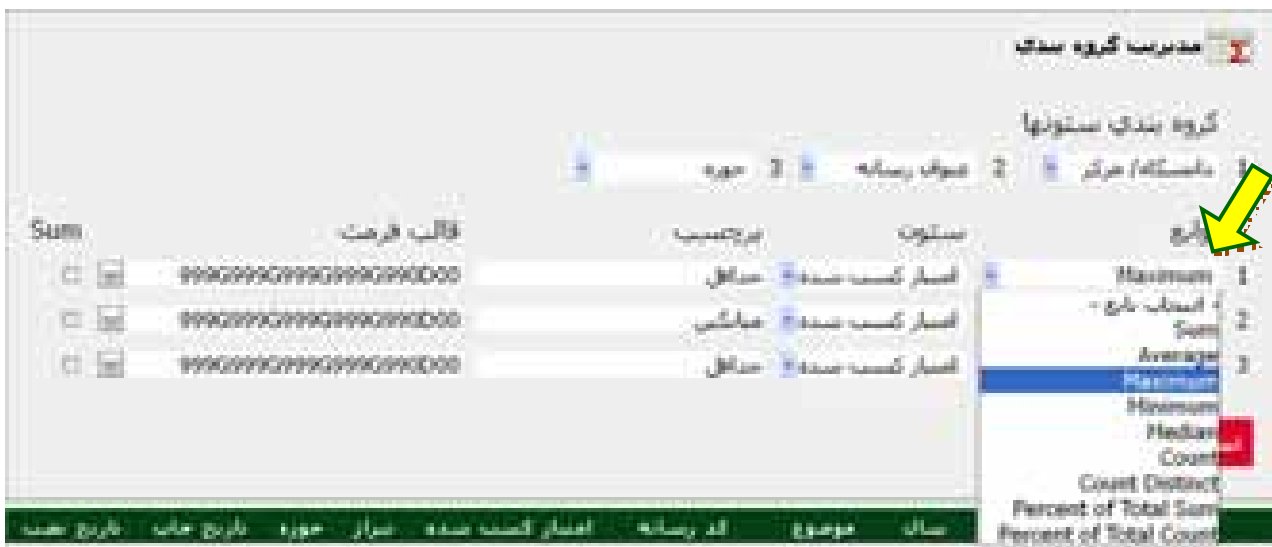 مدیریت گروه بندی
گروه بندی ستونها
1 دانشگاه/ مرکز 2 عنوان رسانه 3 حوزه
توابع ستون برچسب قالب فرمت Sum
1 Maximum امتیاز کسب شده حداقل 999G999G999G999G990D00
2 امتیاز کسب شده میانگین 999G999G999G999G990D00
3 امتیاز کسب شده حداقل 999G999G999G999G990D00
- انتخاب تابع -
Sum
Average
Maximum
Minimum
Median
Count
Count Distinct
Percent of Total Sum
Percent of Total Count
سال موضوع کد رسانه امتیاز کسب شده تیراژ حوزه تاریخ چاپ تاریخ